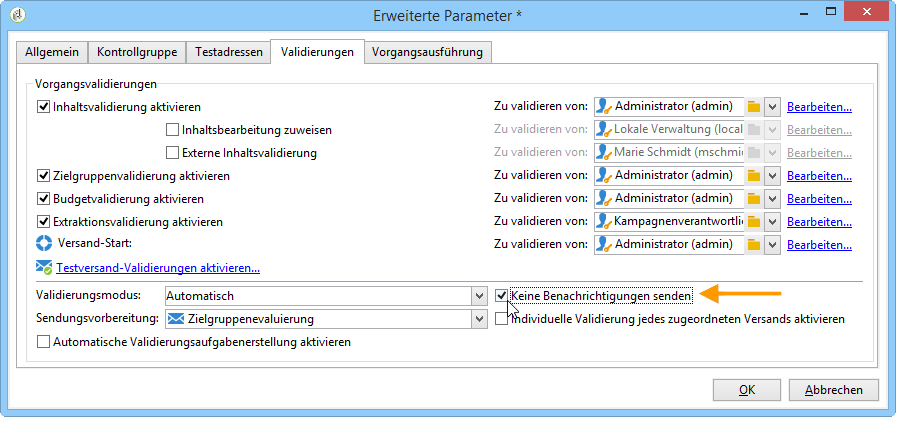 Erweiterte Parameter *
Allgemein Kontrollgruppe Testadressen Validierungen Vorgangsausführung
Vorgangsvalidierungen
Inhaltsvalidierung aktivieren Zu validieren von: Administrator (admin) Bearbeiten...
Inhaltsbearbeitung zuweisen Zu validieren von: Lokale Verwaltung (local Bearbeiten...
Externe Inhaltsvalidierung Zu validieren von: Marie Schmidt (mschmi Bearbeiten...
Zielgruppenvalidierung aktivieren Zu validieren von: Administrator (admin) Bearbeiten...
Budgetvalidierung aktivieren Zu validieren von: Administrator (admin) Bearbeiten...
Extraktionsvalidierung aktivieren Zu validieren von: Kampagnenverantwortli Bearbeiten...
Versand-Start: Zu validieren von: Administrator (admin) Bearbeiten...
Testversand-Validierungen aktivieren...
Validierungsmodus: Automatisch Keine Benachrichtigungen senden
Sendungsvorbereitung: Zielgruppenevaluierung Individuelle Validierung jedes zugeordneten Versands aktivieren
Automatische Validierungsaufgabenerstellung aktivieren
OK Abbrechen